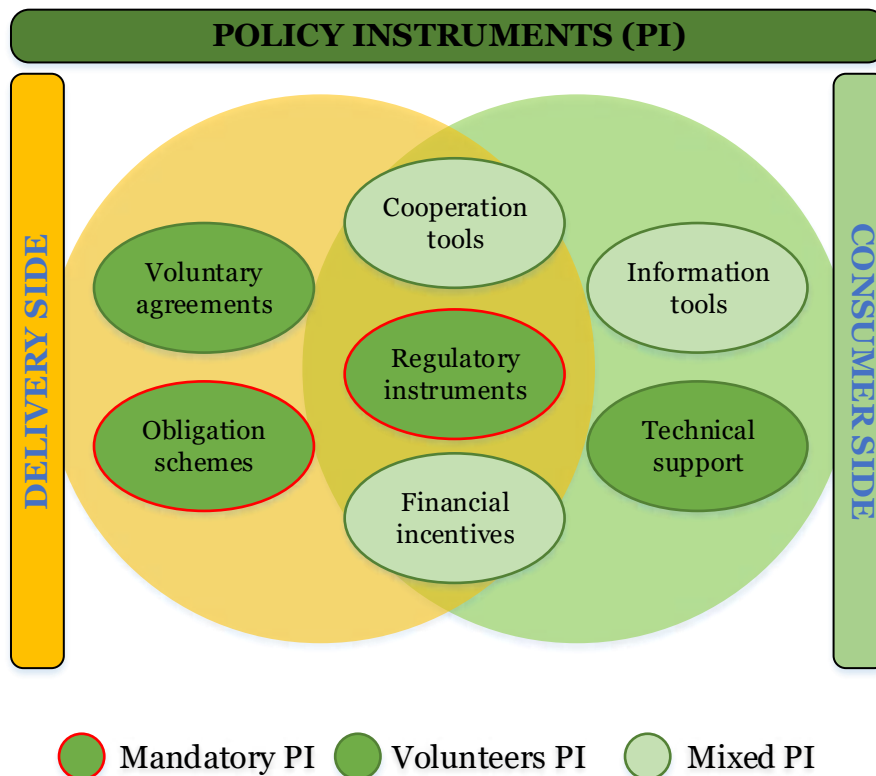 POLICY INSTRUMENTS (PI)
DELIVERY SIDE
Voluntary
agreements
Obligation
schemes
Cooperation
tools
Regulatory
instruments
Financial
incentives
Information
tools
Technical
support
CONSUMER SIDE
Mandatory PI
Volunteers PI
Mixed PI